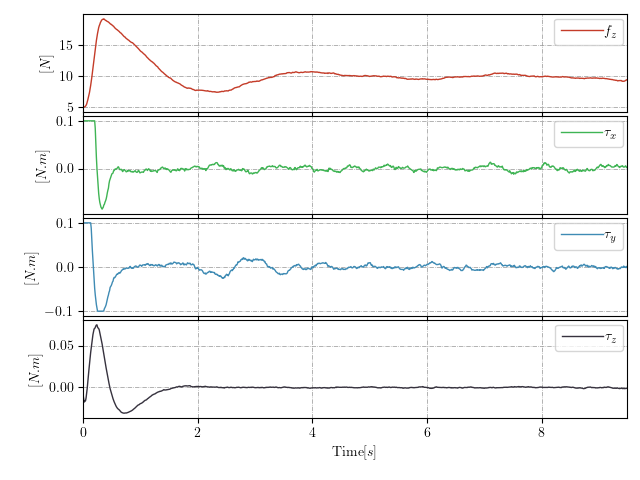 15
10
5
[N]
f_z
0.1
0.0
[N.m]
τ_x
0.1
0.0
−0.1
[N.m]
τ_y
0.05
0.00
[N.m]
τ_z
0 2 4 6 8
Time[s]